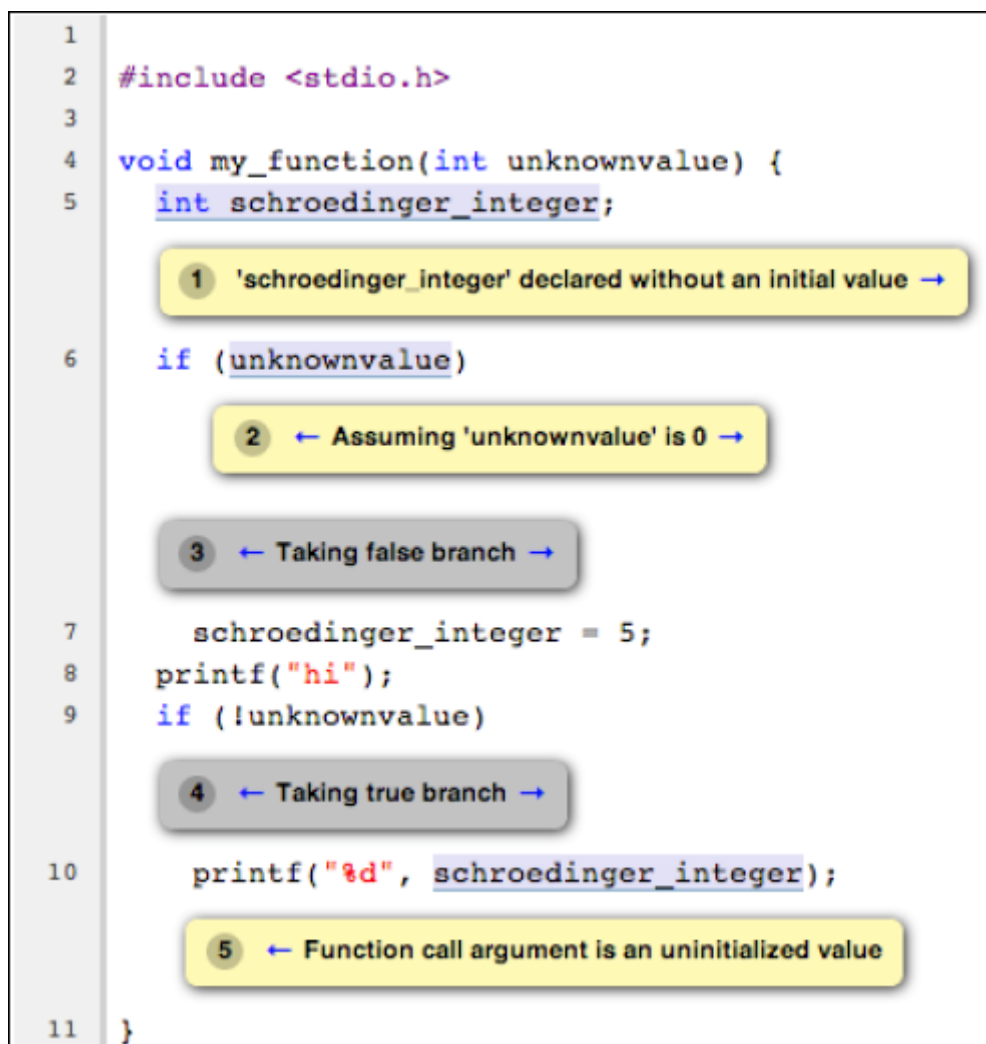 1
2 #include <stdio.h>
3
4 void my_function(int unknownvalue) {
5 int schroedinger_integer;
1 'schroedinger_integer' declared without an initial value →
6 if (unknownvalue)
2 ← Assuming 'unknownvalue' is 0 →
3 ← Taking false branch →
7 schroedinger_integer = 5;
8 printf("hi");
9 if (!unknownvalue)
4 ← Taking true branch →
10 printf("%d", schroedinger_integer);
5 ← Function call argument is an uninitialized value
11 }